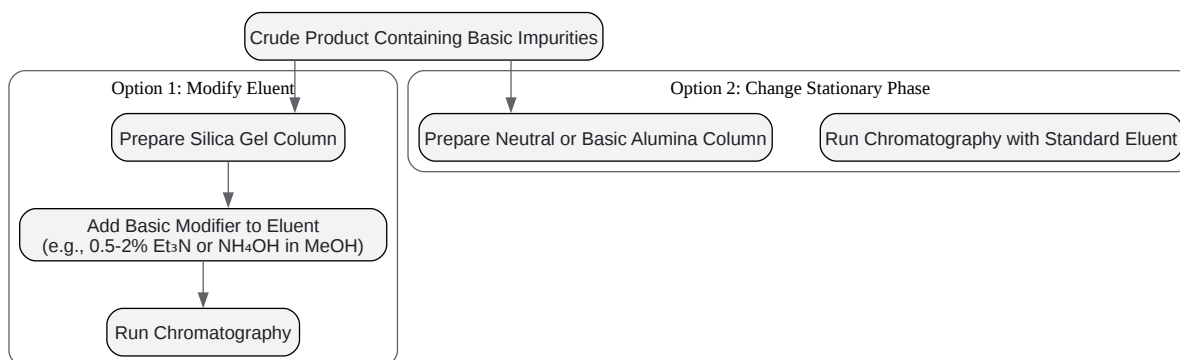 Crude Product Containing Basic Impurities
Option 1: Modify Eluent
Option 2: Change Stationary Phase
Prepare Silica Gel Column
Prepare Neutral or Basic Alumina Column
Run Chromatography with Standard Eluent
Add Basic Modifier to Eluent
(e.g., 0.5-2% Et₃N or NH₄OH in MeOH)
Run Chromatography